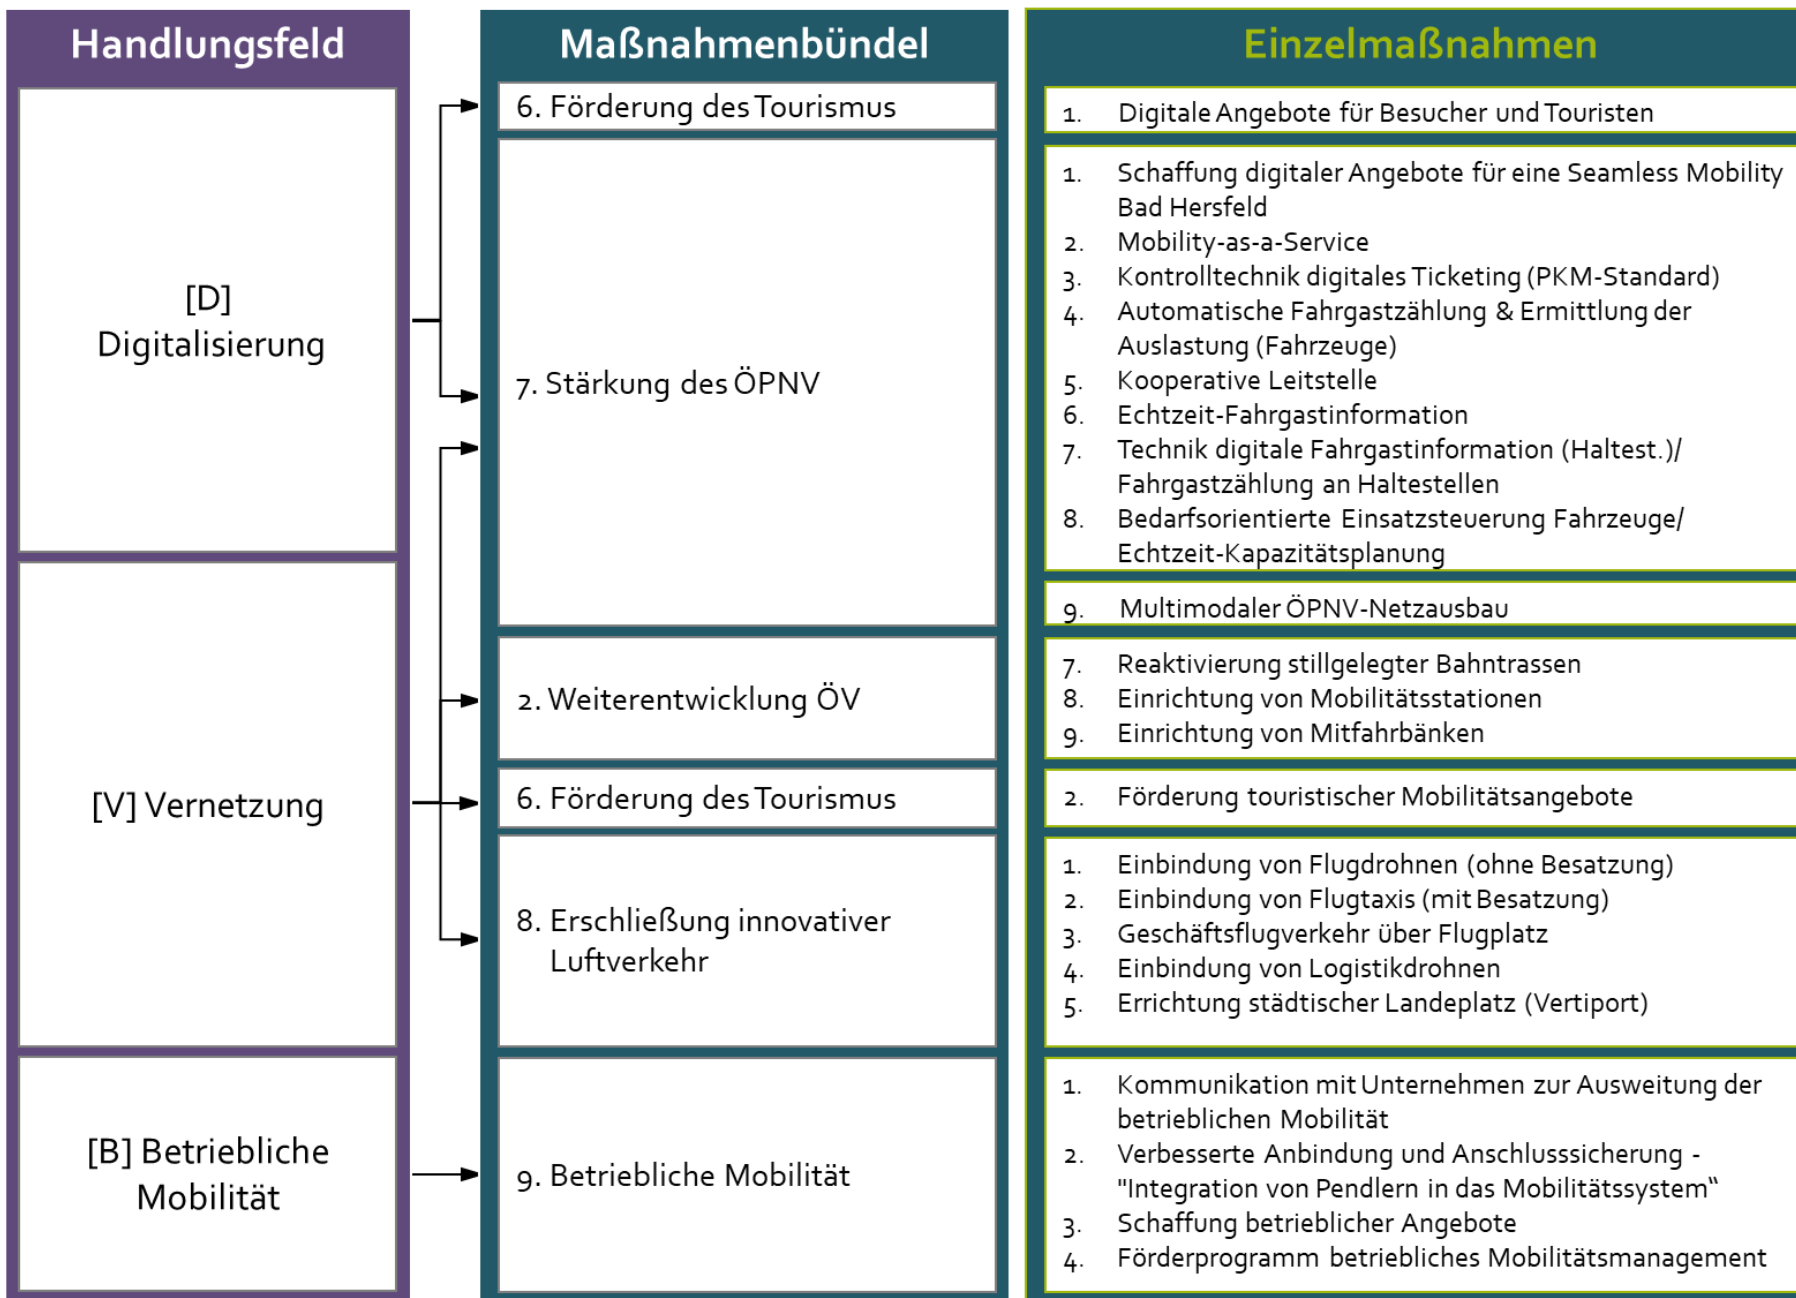 Handlungsfeld
Maßnahmenbündel
Einzelmaßnahmen
[D]
Digitalisierung
6. Förderung des Tourismus
1. Digitale Angebote für Besucher und Touristen
7. Stärkung des ÖPNV
1. Schaffung digitaler Angebote für eine Seamless Mobility
Bad Hersfeld
2. Mobility-as-a-Service
3. Kontrolltechnik digitales Ticketing (PKM-Standard)
4. Automatische Fahrgastzählung & Ermittlung der
Auslastung (Fahrzeuge)
5. Kooperative Leitstelle
6. Echtzeit-Fahrgastinformation
7. Technik digitale Fahrgastinformation (Haltest.)/
Fahrgastzählung an Haltestellen
8. Bedarfsorientierte Einsatzsteuerung Fahrzeuge/
Echtzeit-Kapazitätsplanung
9. Multimodaler ÖPNV-Netzausbau
[V] Vernetzung
2. Weiterentwicklung ÖV
7. Reaktivierung stillgelegter Bahntrassen
8. Einrichtung von Mobilitätsstationen
9. Einrichtung von Mitfahrbänken
6. Förderung des Tourismus
2. Förderung touristischer Mobilitätsangebote
8. Erschließung innovativer
Luftverkehr
1. Einbindung von Flugdrohnen (ohne Besatzung)
2. Einbindung von Flugtaxis (mit Besatzung)
3. Geschäftsflugverkehr über Flugplatz
4. Einbindung von Logistikdrohnen
5. Errichtung städtischer Landeplatz (Vertiport)
[B] Betriebliche
Mobilität
9. Betriebliche Mobilität
1. Kommunikation mit Unternehmen zur Ausweitung der
betrieblichen Mobilität
2. Verbesserte Anbindung und Anschlusssicherung -
"Integration von Pendlern in das Mobilitätssystem“
3. Schaffung betrieblicher Angebote
4. Förderprogramm betriebliches Mobilitätsmanagement